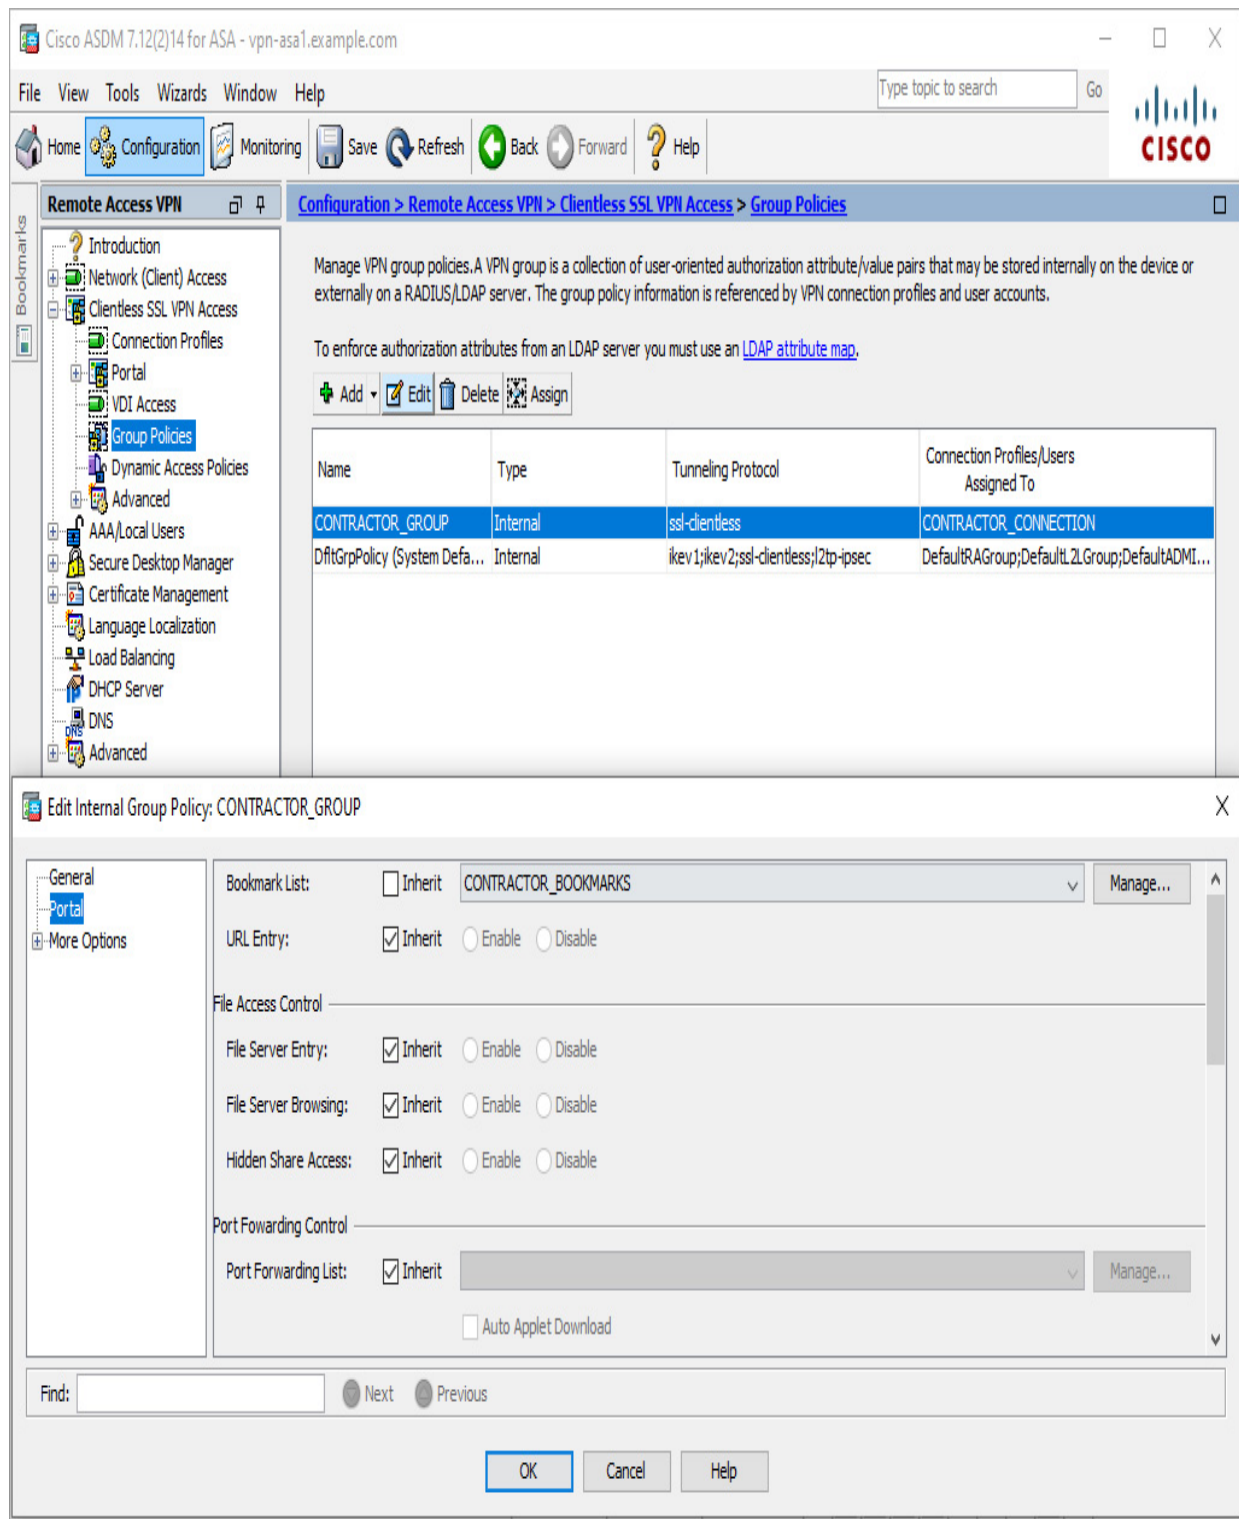 Cisco ASDM 7.12(2)14 for ASA - vpn-asa1.example.com
File View Tools Wizards Window Help
Type topic to search Go
Home Configuration Monitoring Save Refresh Back Forward Help
CISCO
Bookmarks
Remote Access VPN
Introduction
Network (Client) Access
Clientless SSL VPN Access
Connection Profiles
Portal
VDI Access
Group Policies
Dynamic Access Policies
Advanced
AAA/Local Users
Secure Desktop Manager
Certificate Management
Language Localization
Load Balancing
DHCP Server
DNS
DNS
Advanced
Configuration > Remote Access VPN > Clientless SSL VPN Access > Group Policies
Manage VPN group policies.A VPN group is a collection of user-oriented authorization attribute/value pairs that may be stored internally on the device or
externally on a RADIUS/LDAP server. The group policy information is referenced by VPN connection profiles and user accounts.
To enforce authorization attributes from an LDAP server you must use an LDAP attribute map.
Add Edit Delete Assign
Name Type Tunneling Protocol Connection Profiles/Users
Assigned To
CONTRACTOR_GROUP Internal ssl-clientless CONTRACTOR_CONNECTION
DfltGrpPolicy (System Defa... Internal ikev1;ikev2;ssl-clientless;l2tp-ipsec DefaultRAGroup;DefaultL2LGroup;DefaultADMI...
Edit Internal Group Policy: CONTRACTOR_GROUP
General
Portal
More Options
Bookmark List: Inherit CONTRACTOR_BOOKMARKS Manage...
URL Entry: Inherit Enable Disable
File Access Control
File Server Entry: Inherit Enable Disable
File Server Browsing: Inherit Enable Disable
Hidden Share Access: Inherit Enable Disable
Port Fowarding Control
Port Forwarding List: Inherit Manage...
Auto Applet Download
Find: Next Previous
OK Cancel Help